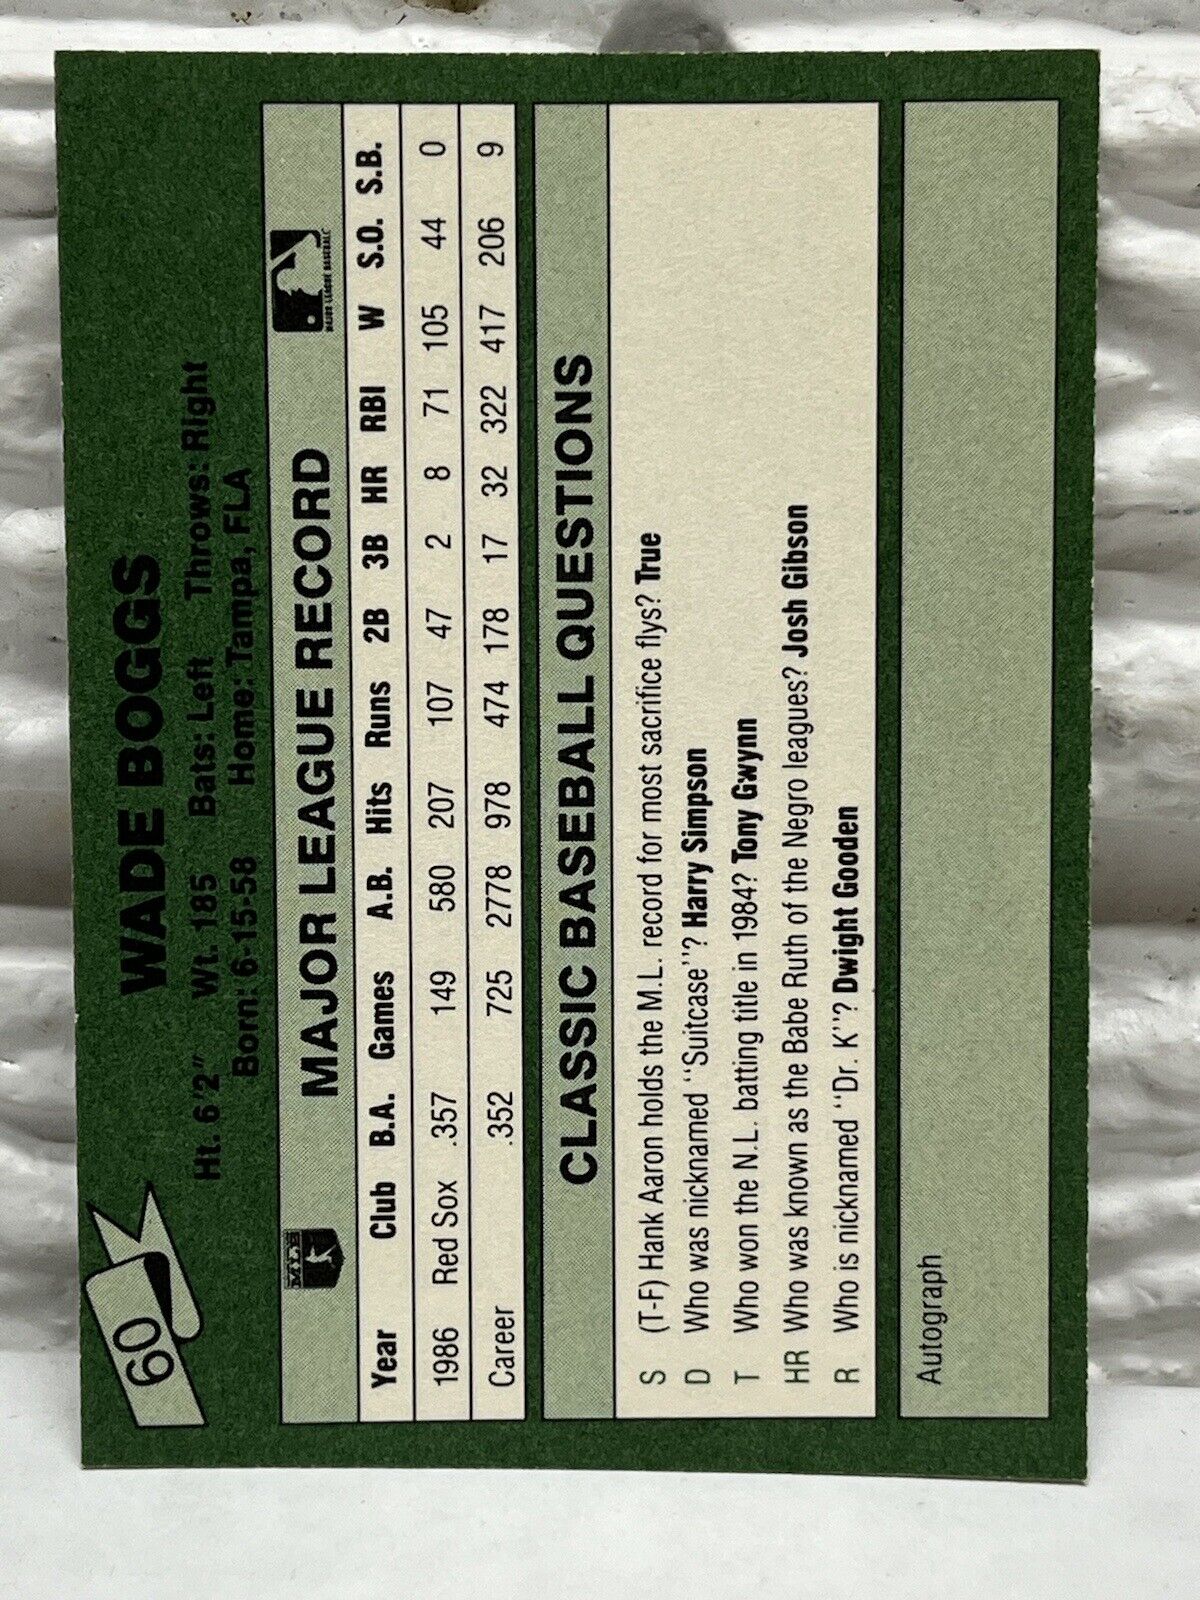 60
WADE BOGGS
Ht. 6'2" Wt. 185 Bats: Left Throws: Right
Born: 6-15-58 Home: Tampa, FLA
MLB
MAJOR LEAGUE RECORD
MAJOR LEAGUE BASEBALL
Year Club B.A. Games A.B. Hits Runs 2B 3B HR RBI W S.O. S.B.
1986 Red Sox .357 149 580 207 107 47 2 8 71 105 44 0
Career .352 725 2778 978 474 178 17 32 322 417 206 9
CLASSIC BASEBALL QUESTIONS
S (T-F) Hank Aaron holds the M.L. record for most sacrifice flys? True
D Who was nicknamed "Suitcase"? Harry Simpson
T Who won the N.L. batting title in 1984? Tony Gwynn
HR Who was known as the Babe Ruth of the Negro leagues? Josh Gibson
R Who is nicknamed "Dr. K"? Dwight Gooden
Autograph